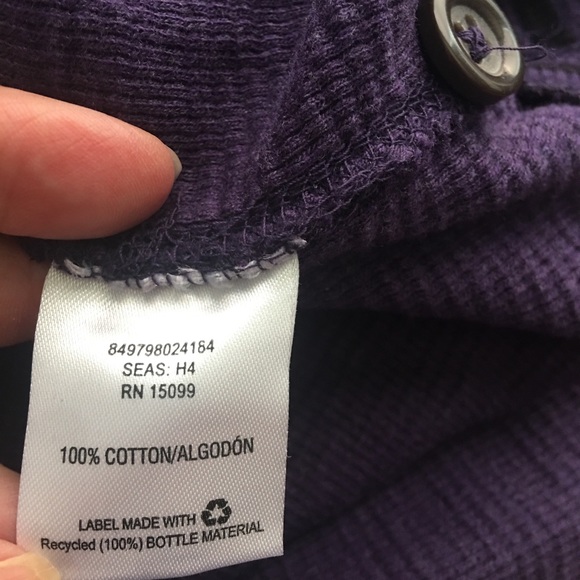 849798024184
SEAS: H4
RN 15099
100% COTTON/ALGODÓN
LABEL MADE WITH
Recycled (100%) BOTTLE MATERIAL